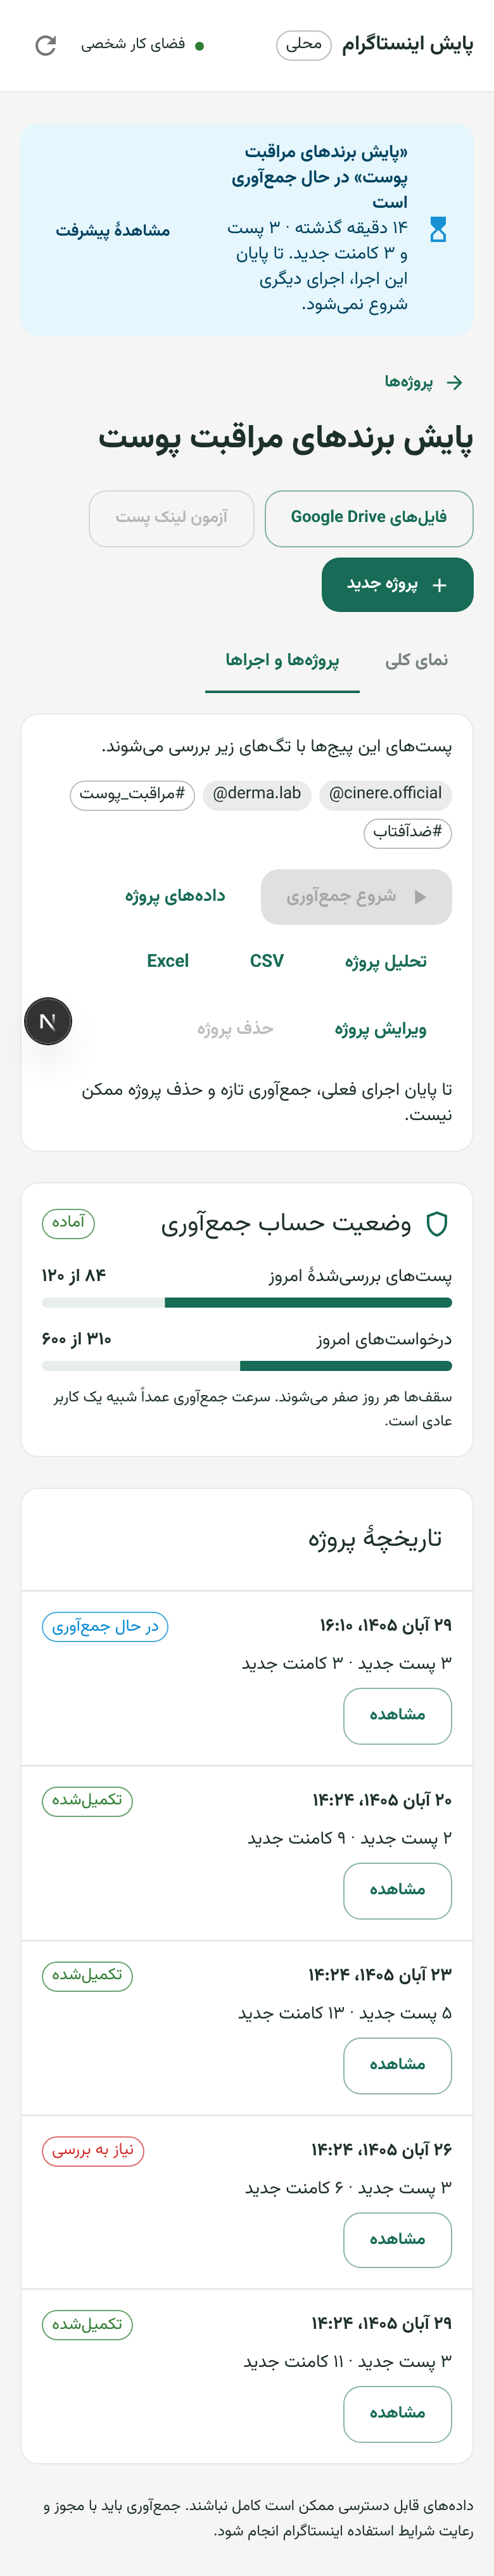 پایش اینستاگرام محلی فضای کار شخصی
«پایش برندهای مراقبت
پوست» در حال جمع‌آوری
است
۱۴ دقیقه گذشته · ۳ پست
و ۳ کامنت جدید. تا پایان
این اجرا، اجرای دیگری
شروع نمی‌شود.
مشاهدهٔ پیشرفت
پروژه‌ها
پایش برندهای مراقبت پوست
فایل‌های Google Drive آزمون لینک پست
پروژه جدید
نمای کلی پروژه‌ها و اجراها
پست‌های این پیج‌ها با تگ‌های زیر بررسی می‌شوند.
@cinere.official @derma.lab #مراقبت_پوست
#ضدآفتاب
شروع جمع‌آوری داده‌های پروژه
تحلیل پروژه CSV Excel
ویرایش پروژه حذف پروژه
N
تا پایان اجرای فعلی، جمع‌آوری تازه و حذف پروژه ممکن
نیست.
وضعیت حساب جمع‌آوری آماده
پست‌های بررسی‌شدهٔ امروز ۸۴ از ۱۲۰
درخواست‌های امروز ۳۱۰ از ۶۰۰
سقف‌ها هر روز صفر می‌شوند. سرعت جمع‌آوری عمداً شبیه یک کاربر
عادی است.
تاریخچهٔ پروژه
۲۹ آبان ۱۴۰۵، ۱۶:۱۰ در حال جمع‌آوری
۳ پست جدید · ۳ کامنت جدید
مشاهده
۲۰ آبان ۱۴۰۵، ۱۴:۲۴ تکمیل‌شده
۲ پست جدید · ۹ کامنت جدید
مشاهده
۲۳ آبان ۱۴۰۵، ۱۴:۲۴ تکمیل‌شده
۵ پست جدید · ۱۳ کامنت جدید
مشاهده
۲۶ آبان ۱۴۰۵، ۱۴:۲۴ نیاز به بررسی
۳ پست جدید · ۶ کامنت جدید
مشاهده
۲۹ آبان ۱۴۰۵، ۱۴:۲۴ تکمیل‌شده
۳ پست جدید · ۱۱ کامنت جدید
مشاهده
داده‌های قابل دسترسی ممکن است کامل نباشند. جمع‌آوری باید با مجوز و
رعایت شرایط استفاده اینستاگرام انجام شود.